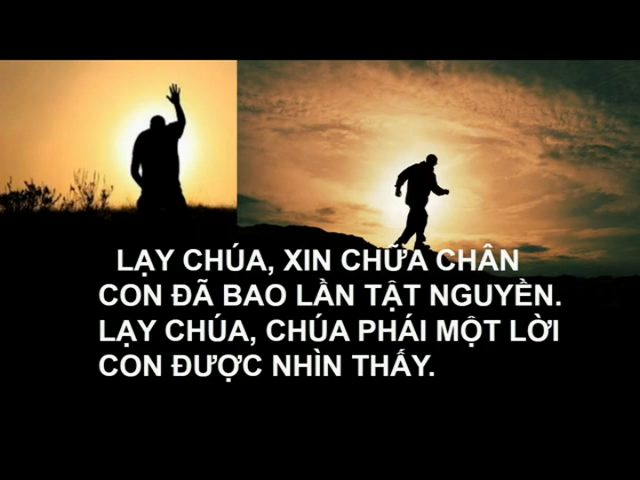 LẠY CHÚA, XIN CHỮA CHÂN
CON ĐÃ BAO LẦN TẬT NGUYỀN.
LẠY CHÚA, CHÚA PHÁI MỘT LỜI
CON ĐƯỢC NHÌN THẤY.